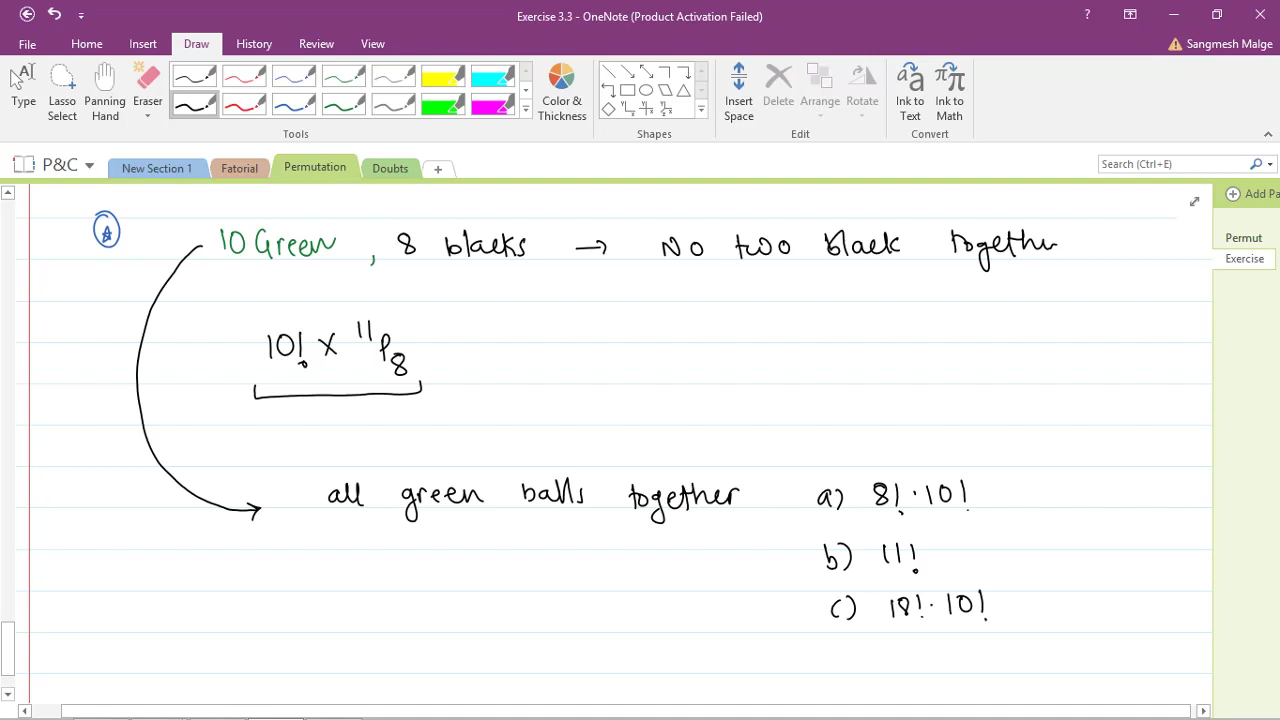 Exercise 3.3 - OneNote (Product Activation Failed)
File Home Insert Draw History Review View Sangmesh Malge
Type Lasso Select Panning Hand Eraser Color & Thickness Insert Space Delete Arrange Rotate Ink to Text Ink to Math
Tools Shapes Edit Convert
P&C New Section 1 Fatorial Permutation Doubts Search (Ctrl+E)
Add Pa
Permut
Exercise
10 Green, 8 blacks → No two black together
10! × ¹¹P₈
all green balls together a) 8! · 10!
b) 11!
c) 18! · 10!